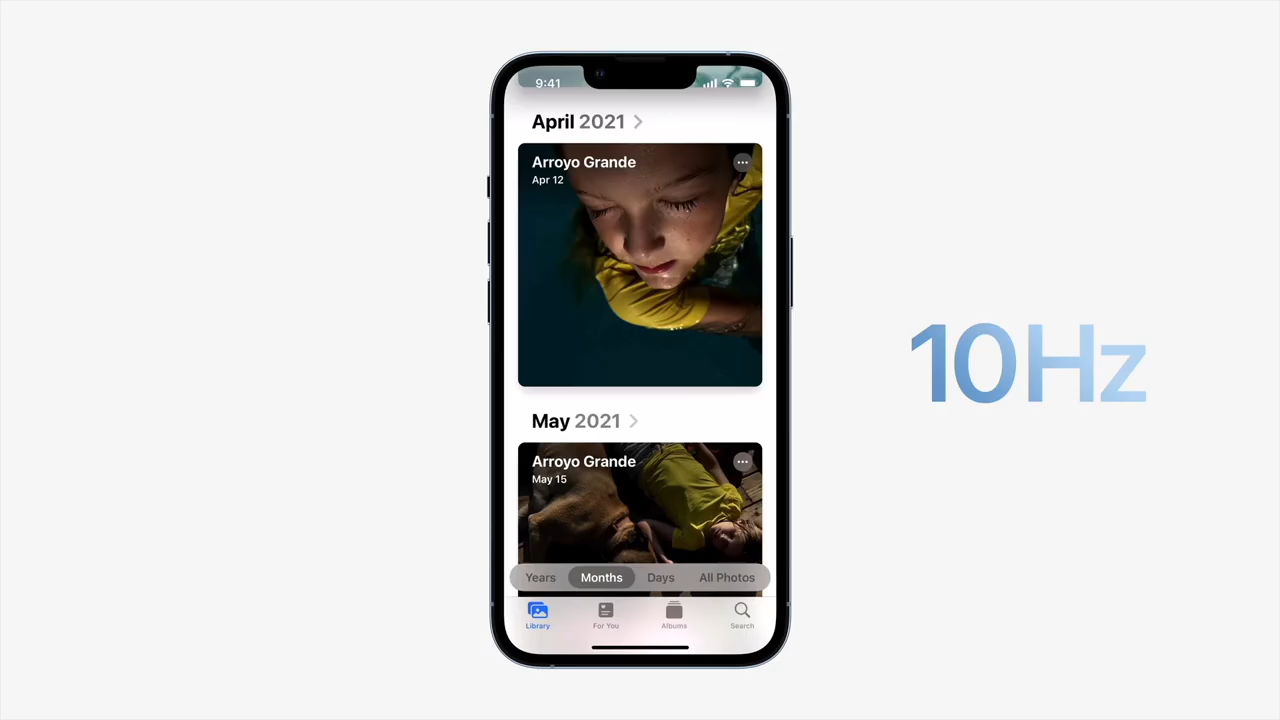 9:41
April 2021
Arroyo Grande
Apr 12
10Hz
May 2021
Arroyo Grande
May 15
Years Months Days All Photos
Library For You Albums Search